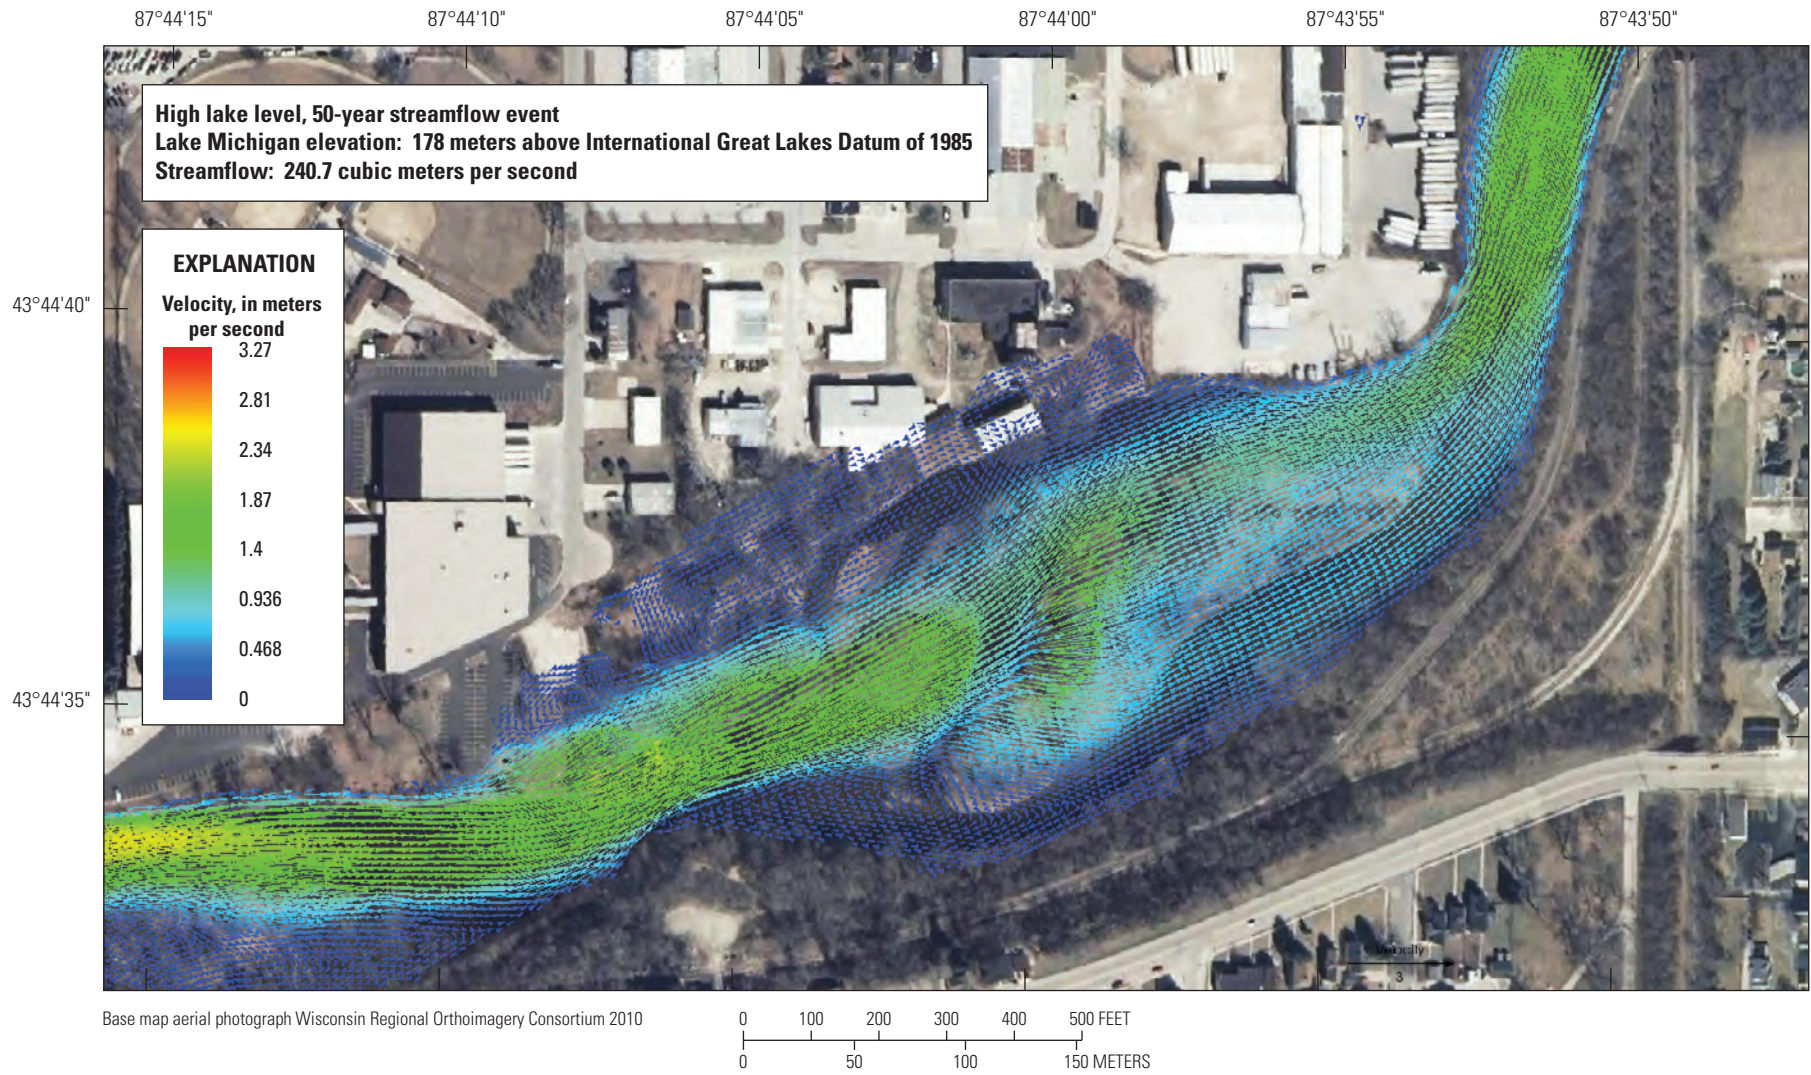 87°44'15" 87°44'10" 87°44'05" 87°44'00" 87°43'55" 87°43'50"
High lake level, 50-year streamflow event
Lake Michigan elevation: 178 meters above International Great Lakes Datum of 1985
Streamflow: 240.7 cubic meters per second
EXPLANATION
Velocity, in meters
per second
3.27
2.81
2.34
1.87
1.4
0.936
0.468
0
43°44'40"
43°44'35"
Velocity
3
Base map aerial photograph Wisconsin Regional Orthoimagery Consortium 2010
0 100 200 300 400 500 FEET
0 50 100 150 METERS